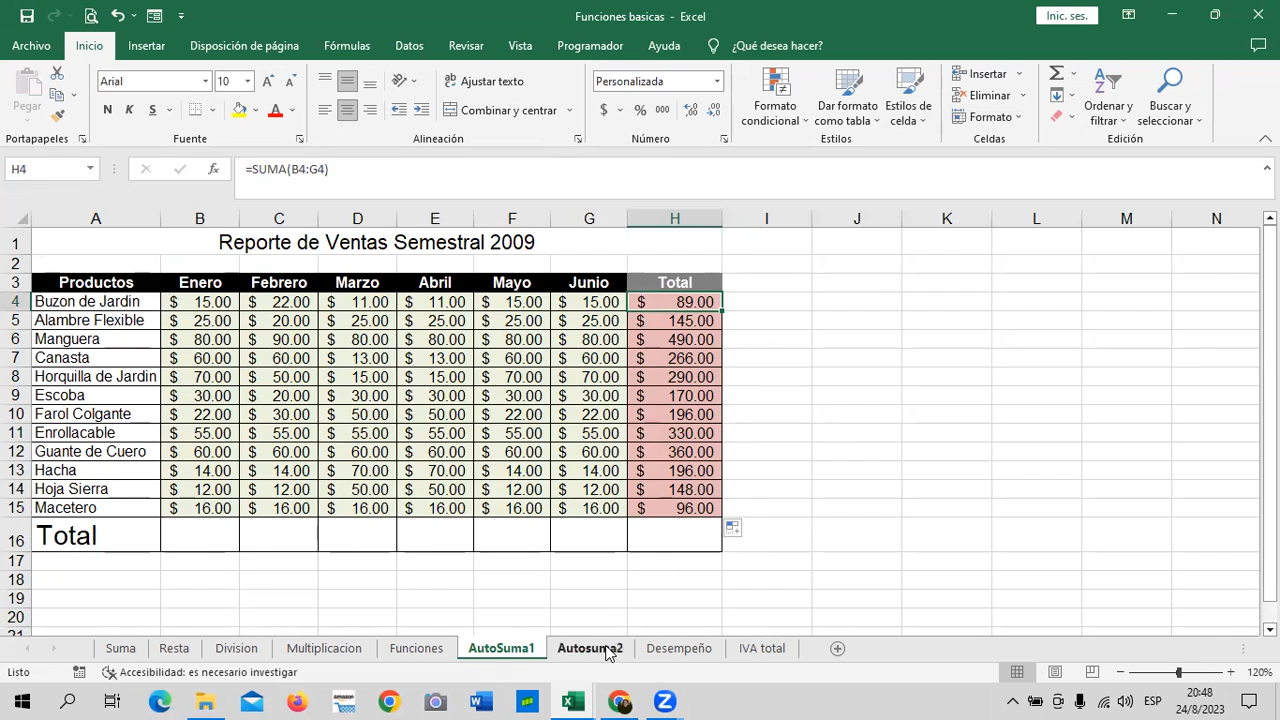 Funciones basicas - Excel
Inic. ses.
Archivo Inicio Insertar Disposición de página Fórmulas Datos Revisar Vista Programador Ayuda ¿Qué desea hacer?
Pegar
Arial 10
N K S
Ajustar texto
Combinar y centrar
Personalizada
$ % 000
Formato condicional
Dar formato como tabla
Estilos de celda
Insertar
Eliminar
Formato
Ordenar y filtrar
Buscar y seleccionar
Portapapeles Fuente Alineación Número Estilos Celdas Edición
H4 fx =SUMA(B4:G4)
A B C D E F G H I J K L M N
1 Reporte de Ventas Semestral 2009
2
3 Productos Enero Febrero Marzo Abril Mayo Junio Total
4 Buzon de Jardin $ 15.00 $ 22.00 $ 11.00 $ 11.00 $ 15.00 $ 15.00 $ 89.00
5 Alambre Flexible $ 25.00 $ 20.00 $ 25.00 $ 25.00 $ 25.00 $ 25.00 $ 145.00
6 Manguera $ 80.00 $ 90.00 $ 80.00 $ 80.00 $ 80.00 $ 80.00 $ 490.00
7 Canasta $ 60.00 $ 60.00 $ 13.00 $ 13.00 $ 60.00 $ 60.00 $ 266.00
8 Horquilla de Jardin $ 70.00 $ 50.00 $ 15.00 $ 15.00 $ 70.00 $ 70.00 $ 290.00
9 Escoba $ 30.00 $ 20.00 $ 30.00 $ 30.00 $ 30.00 $ 30.00 $ 170.00
10 Farol Colgante $ 22.00 $ 30.00 $ 50.00 $ 50.00 $ 22.00 $ 22.00 $ 196.00
11 Enrollacable $ 55.00 $ 55.00 $ 55.00 $ 55.00 $ 55.00 $ 55.00 $ 330.00
12 Guante de Cuero $ 60.00 $ 60.00 $ 60.00 $ 60.00 $ 60.00 $ 60.00 $ 360.00
13 Hacha $ 14.00 $ 14.00 $ 70.00 $ 70.00 $ 14.00 $ 14.00 $ 196.00
14 Hoja Sierra $ 12.00 $ 12.00 $ 50.00 $ 50.00 $ 12.00 $ 12.00 $ 148.00
15 Macetero $ 16.00 $ 16.00 $ 16.00 $ 16.00 $ 16.00 $ 16.00 $ 96.00
16 Total
17
18
19
20
21
Suma Resta Division Multiplicacion Funciones AutoSuma1 Autosuma2 Desempeño IVA total
Listo Accesibilidad: es necesario investigar 120%
ESP 20:48
24/8/2023